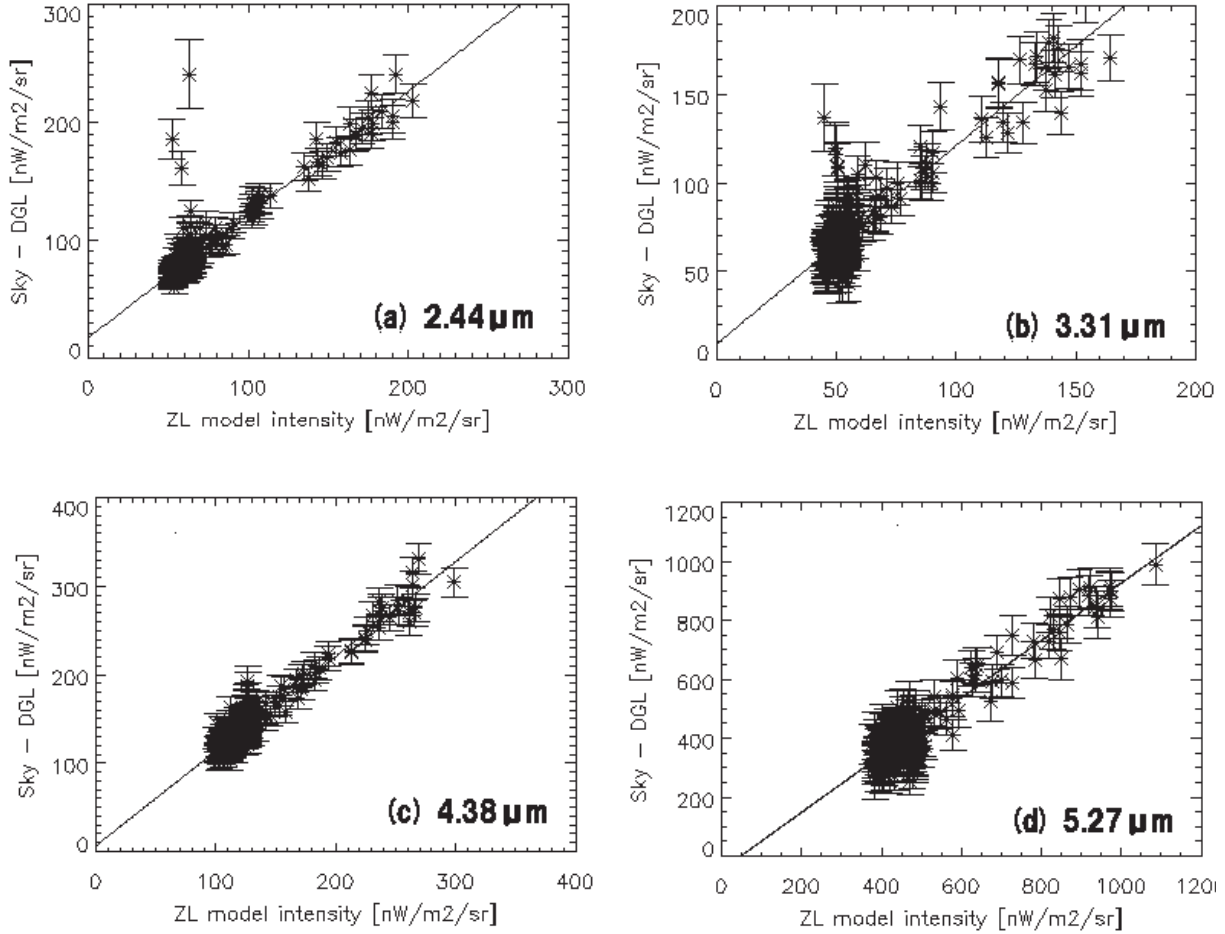 300
200
100
0
Sky – DGL [nW/m2/sr]
(a) 2.44µm
0 100 200 300
ZL model intensity [nW/m2/sr]
200
150
100
50
0
Sky – DGL [nW/m2/sr]
(b) 3.31µm
0 50 100 150 200
ZL model intensity [nW/m2/sr]
400
300
200
100
0
Sky – DGL [nW/m2/sr]
(c) 4.38µm
0 100 200 300 400
ZL model intensity [nW/m2/sr]
1200
1000
800
600
400
200
0
Sky – DGL [nW/m2/sr]
(d) 5.27µm
0 200 400 600 800 1000 1200
ZL model intensity [nW/m2/sr]